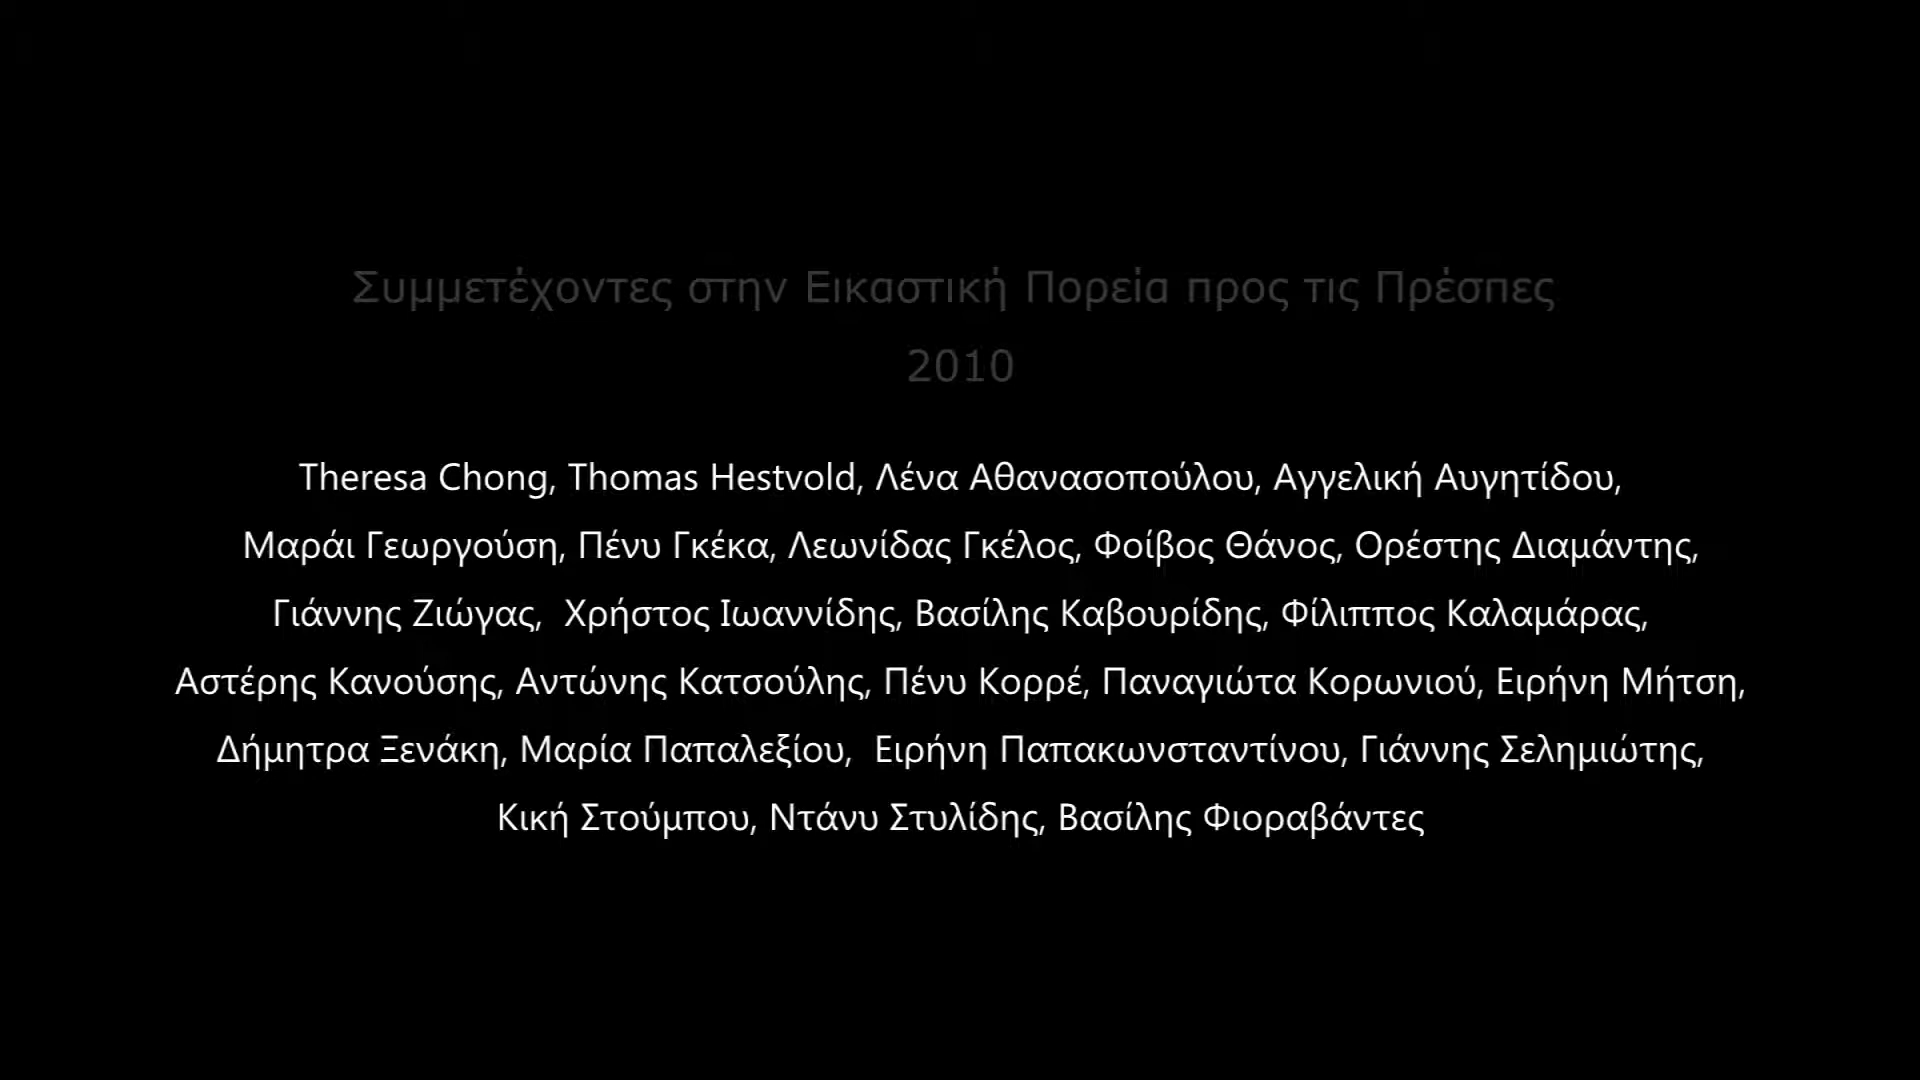 Συμμετέχοντες στην Εικαστική Πορεία προς τις Πρέσπες
2010
Theresa Chong, Thomas Hestvold, Λένα Αθανασοπούλου, Αγγελική Αυγητίδου,
Μαράι Γεωργούση, Πένυ Γκέκα, Λεωνίδας Γκέλος, Φοίβος Θάνος, Ορέστης Διαμάντης,
Γιάννης Ζιώγας,  Χρήστος Ιωαννίδης, Βασίλης Καβουρίδης, Φίλιππος Καλαμάρας,
Αστέρης Κανούσης, Αντώνης Κατσούλης, Πένυ Κορρέ, Παναγιώτα Κορωνιού, Ειρήνη Μήτση,
Δήμητρα Ξενάκη, Μαρία Παπαλεξίου,  Ειρήνη Παπακωνσταντίνου, Γιάννης Σελημιώτης,
Κική Στούμπου, Ντάνυ Στυλίδης, Βασίλης Φιοραβάντες